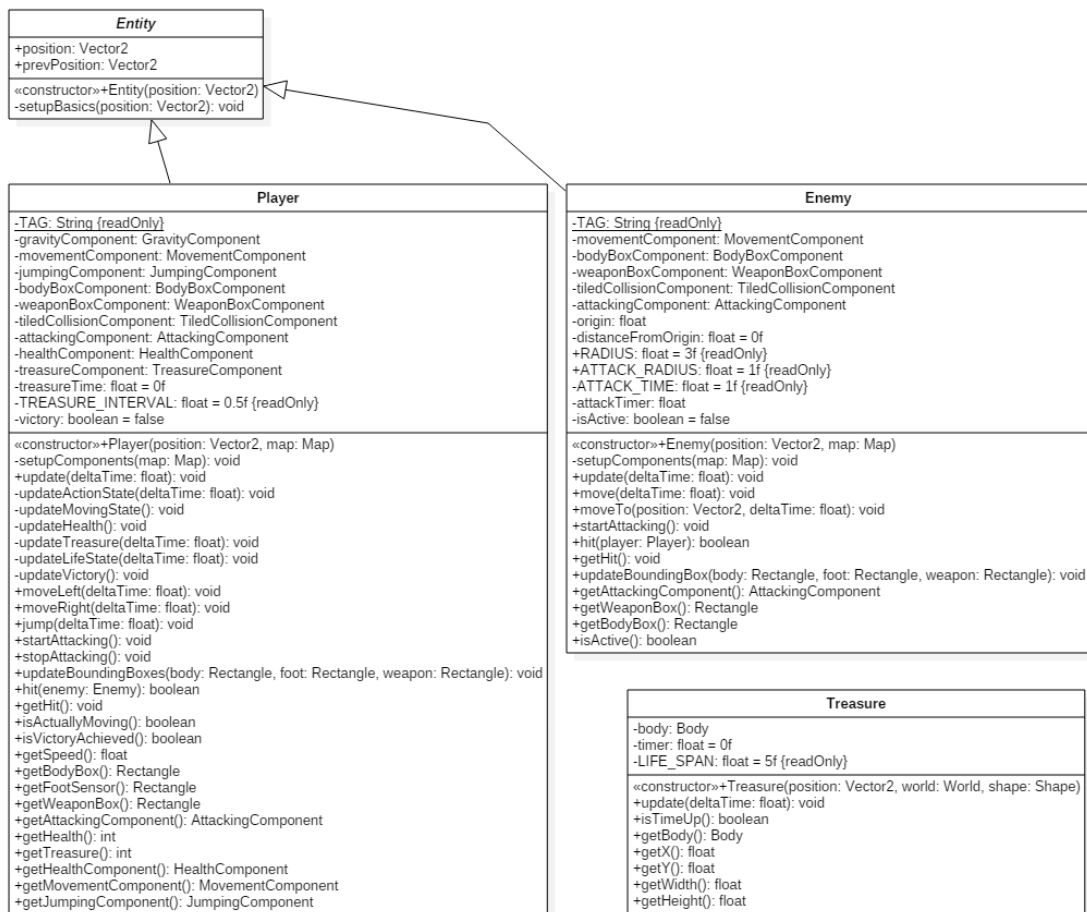 Entity
+position: Vector2
+prevPosition: Vector2
«constructor»+Entity(position: Vector2)
-setupBasics(position: Vector2): void
Player
-TAG: String {readOnly}
-gravityComponent: GravityComponent
-movementComponent: MovementComponent
-jumpingComponent: JumpingComponent
-bodyBoxComponent: BodyBoxComponent
-weaponBoxComponent: WeaponBoxComponent
-tiledCollisionComponent: TiledCollisionComponent
-attackingComponent: AttackingComponent
-healthComponent: HealthComponent
-treasureComponent: TreasureComponent
-treasureTime: float = 0f
-TREASURE_INTERVAL: float = 0.5f {readOnly}
-victory: boolean = false
«constructor»+Player(position: Vector2, map: Map)
-setupComponents(map: Map): void
+update(deltaTime: float): void
-updateActionState(deltaTime: float): void
-updateMovingState(): void
-updateHealth(): void
-updateTreasure(deltaTime: float): void
-updateLifeState(deltaTime: float): void
-updateVictory(): void
+moveLeft(deltaTime: float): void
+moveRight(deltaTime: float): void
+jump(deltaTime: float): void
+startAttacking(): void
+stopAttacking(): void
+updateBoundingBoxes(body: Rectangle, foot: Rectangle, weapon: Rectangle): void
+hit(enemy: Enemy): boolean
+getHit(): void
+isActuallyMoving(): boolean
+isVictoryAchieved(): boolean
+getSpeed(): float
+getBodyBox(): Rectangle
+getFootSensor(): Rectangle
+getWeaponBox(): Rectangle
+getAttackingComponent(): AttackingComponent
+getHealth(): int
+getTreasure(): int
+getHealthComponent(): HealthComponent
+getMovementComponent(): MovementComponent
+getJumpingComponent(): JumpingComponent
Enemy
-TAG: String {readOnly}
-movementComponent: MovementComponent
-bodyBoxComponent: BodyBoxComponent
-weaponBoxComponent: WeaponBoxComponent
-tiledCollisionComponent: TiledCollisionComponent
-attackingComponent: AttackingComponent
-origin: float
-distanceFromOrigin: float = 0f
+RADIUS: float = 3f {readOnly}
+ATTACK_RADIUS: float = 1f {readOnly}
-ATTACK_TIME: float = 1f {readOnly}
-attackTimer: float
-isActive: boolean = false
«constructor»+Enemy(position: Vector2, map: Map)
-setupComponents(map: Map): void
+update(deltaTime: float): void
+move(deltaTime: float): void
+moveTo(position: Vector2, deltaTime: float): void
+startAttacking(): void
+hit(player: Player): boolean
+getHit(): void
+updateBoundingBox(body: Rectangle, foot: Rectangle, weapon: Rectangle): void
+getAttackingComponent(): AttackingComponent
+getWeaponBox(): Rectangle
+getBodyBox(): Rectangle
+isActive(): boolean
Treasure
-body: Body
-timer: float = 0f
-LIFE_SPAN: float = 5f {readOnly}
«constructor»+Treasure(position: Vector2, world: World, shape: Shape)
+update(deltaTime: float): void
+isTimeUp(): boolean
+getBody(): Body
+getX(): float
+getY(): float
+getWidth(): float
+getHeight(): float